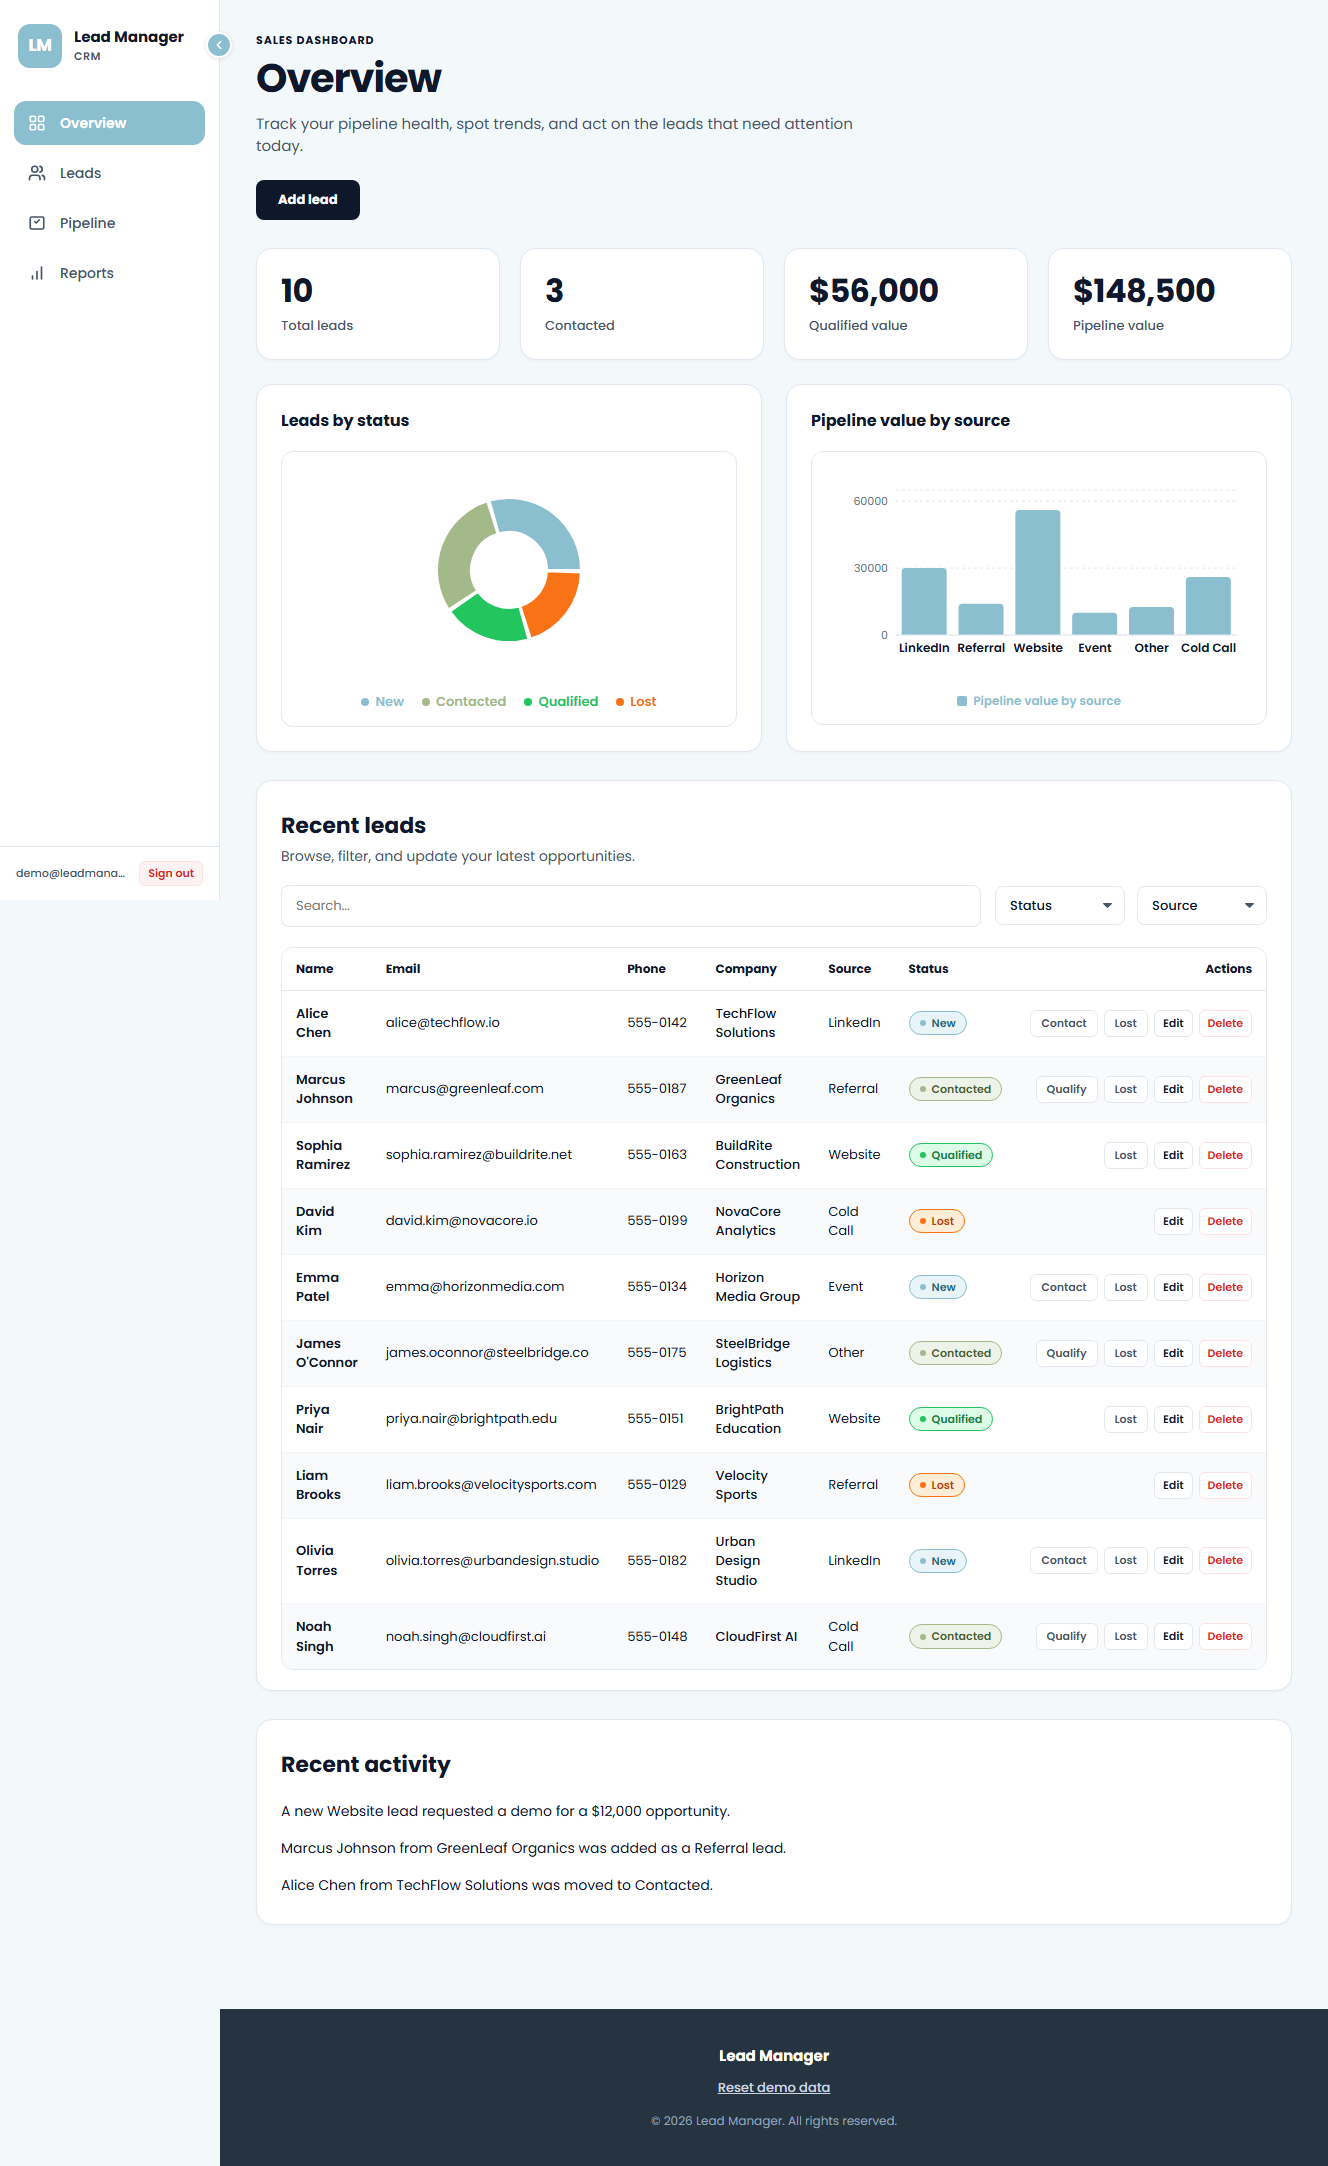 LM
Lead Manager
CRM
Overview
Leads
Pipeline
Reports
demo@leadmana...
Sign out
SALES DASHBOARD
Overview
Track your pipeline health, spot trends, and act on the leads that need attention
today.
Add lead
10
Total leads
3
Contacted
$56,000
Qualified value
$148,500
Pipeline value
Leads by status
New Contacted Qualified Lost
Pipeline value by source
60000
30000
0
LinkedIn Referral Website Event Other Cold Call
Pipeline value by source
Recent leads
Browse, filter, and update your latest opportunities.
Search...
Status
Source
Name Email Phone Company Source Status Actions
Alice
Chen
alice@techflow.io
555-0142
TechFlow
Solutions
LinkedIn
New
Contact Lost Edit Delete
Marcus
Johnson
marcus@greenleaf.com
555-0187
GreenLeaf
Organics
Referral
Contacted
Qualify Lost Edit Delete
Sophia
Ramirez
sophia.ramirez@buildrite.net
555-0163
BuildRite
Construction
Website
Qualified
Lost Edit Delete
David
Kim
david.kim@novacore.io
555-0199
NovaCore
Analytics
Cold
Call
Lost
Edit Delete
Emma
Patel
emma@horizonmedia.com
555-0134
Horizon
Media Group
Event
New
Contact Lost Edit Delete
James
O'Connor
james.oconnor@steelbridge.co
555-0175
SteelBridge
Logistics
Other
Contacted
Qualify Lost Edit Delete
Priya
Nair
priya.nair@brightpath.edu
555-0151
BrightPath
Education
Website
Qualified
Lost Edit Delete
Liam
Brooks
liam.brooks@velocitysports.com
555-0129
Velocity
Sports
Referral
Lost
Edit Delete
Olivia
Torres
olivia.torres@urbandesign.studio
555-0182
Urban
Design
Studio
LinkedIn
New
Contact Lost Edit Delete
Noah
Singh
noah.singh@cloudfirst.ai
555-0148
CloudFirst AI
Cold
Call
Contacted
Qualify Lost Edit Delete
Recent activity
A new Website lead requested a demo for a $12,000 opportunity.
Marcus Johnson from GreenLeaf Organics was added as a Referral lead.
Alice Chen from TechFlow Solutions was moved to Contacted.
Lead Manager
Reset demo data
© 2026 Lead Manager. All rights reserved.